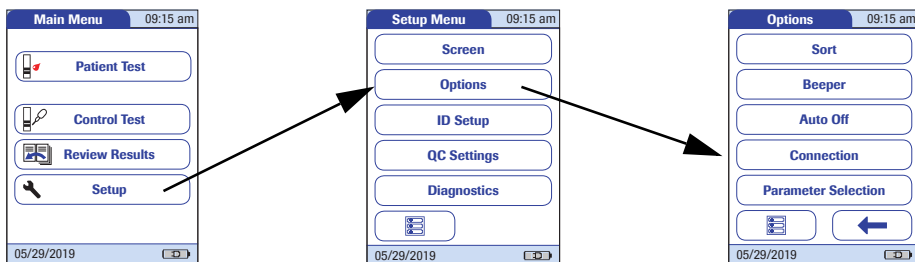 Main Menu 09:15 am
Patient Test
Control Test
Review Results
Setup
05/29/2019
Setup Menu 09:15 am
Screen
Options
ID Setup
QC Settings
Diagnostics
05/29/2019
Options 09:15 am
Sort
Beeper
Auto Off
Connection
Parameter Selection
05/29/2019